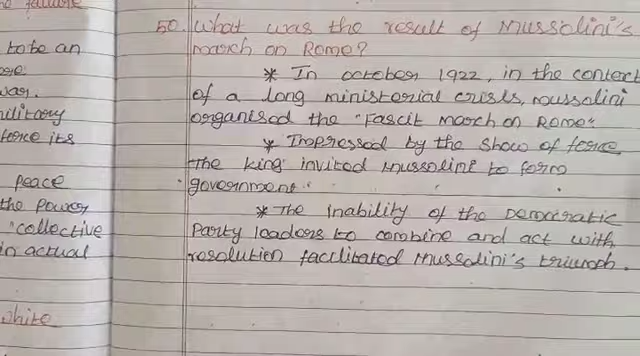 to be an
war.
military
force its
peace
the power
collective
in actual
white
50. What was the result of Mussolini's
march on Rome?
* In october 1922, in the context
of a long ministerial crisis, mussolini
organised the "Fascit march on Rome".
* Impressed by the show of force
the king invited Mussolini to form
government.
* The inability of the Democratic
Party leaders to combine and act with
resolution facilitated Mussolini's triumph.